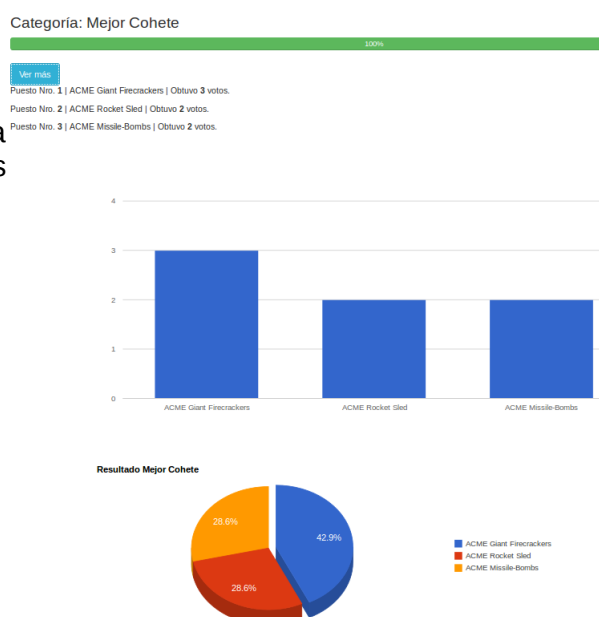 Categoría: Mejor Cohete
100%
Ver más
Puesto Nro. 1 | ACME Giant Firecrackers | Obtuvo 3 votos.
Puesto Nro. 2 | ACME Rocket Sled | Obtuvo 2 votos.
Puesto Nro. 3 | ACME Missile-Bombs | Obtuvo 2 votos.
a
s
4
3
2
1
0
ACME Giant Firecrackers
ACME Rocket Sled
ACME Missile-Bombs
Resultado Mejor Cohete
28.6%
42.9%
28.6%
ACME Giant Firecrackers
ACME Rocket Sled
ACME Missile-Bombs